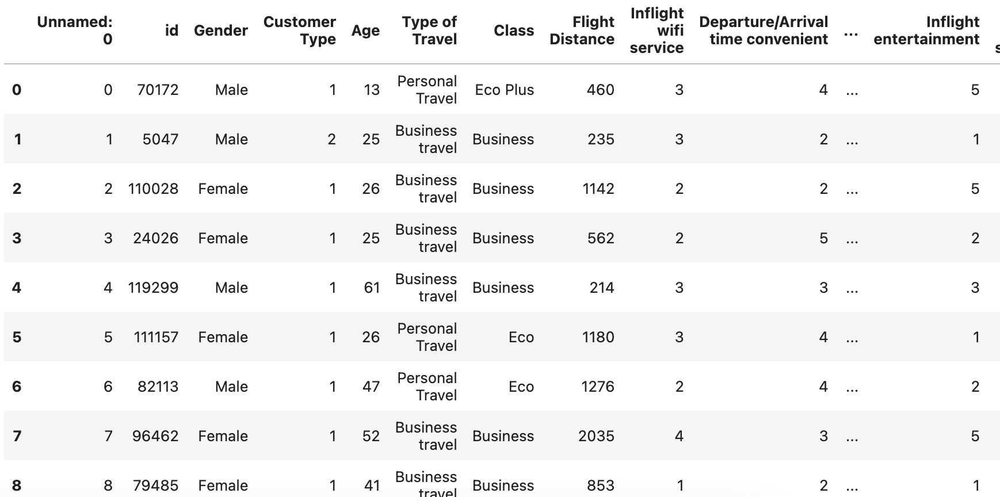 Unnamed: 0 id Gender Customer Type Age Type of Travel Class Flight Distance Inflight wifi service Departure/Arrival time convenient ... Inflight entertainment s
0 0 70172 Male 1 13 Personal Travel Eco Plus 460 3 4 ... 5
1 1 5047 Male 2 25 Business travel Business 235 3 2 ... 1
2 2 110028 Female 1 26 Business travel Business 1142 2 2 ... 5
3 3 24026 Female 1 25 Business travel Business 562 2 5 ... 2
4 4 119299 Male 1 61 Business travel Business 214 3 3 ... 3
5 5 111157 Female 1 26 Personal Travel Eco 1180 3 4 ... 1
6 6 82113 Male 1 47 Personal Travel Eco 1276 2 4 ... 2
7 7 96462 Female 1 52 Business travel Business 2035 4 3 ... 5
8 8 79485 Female 1 41 Business travel Business 853 1 2 ... 1